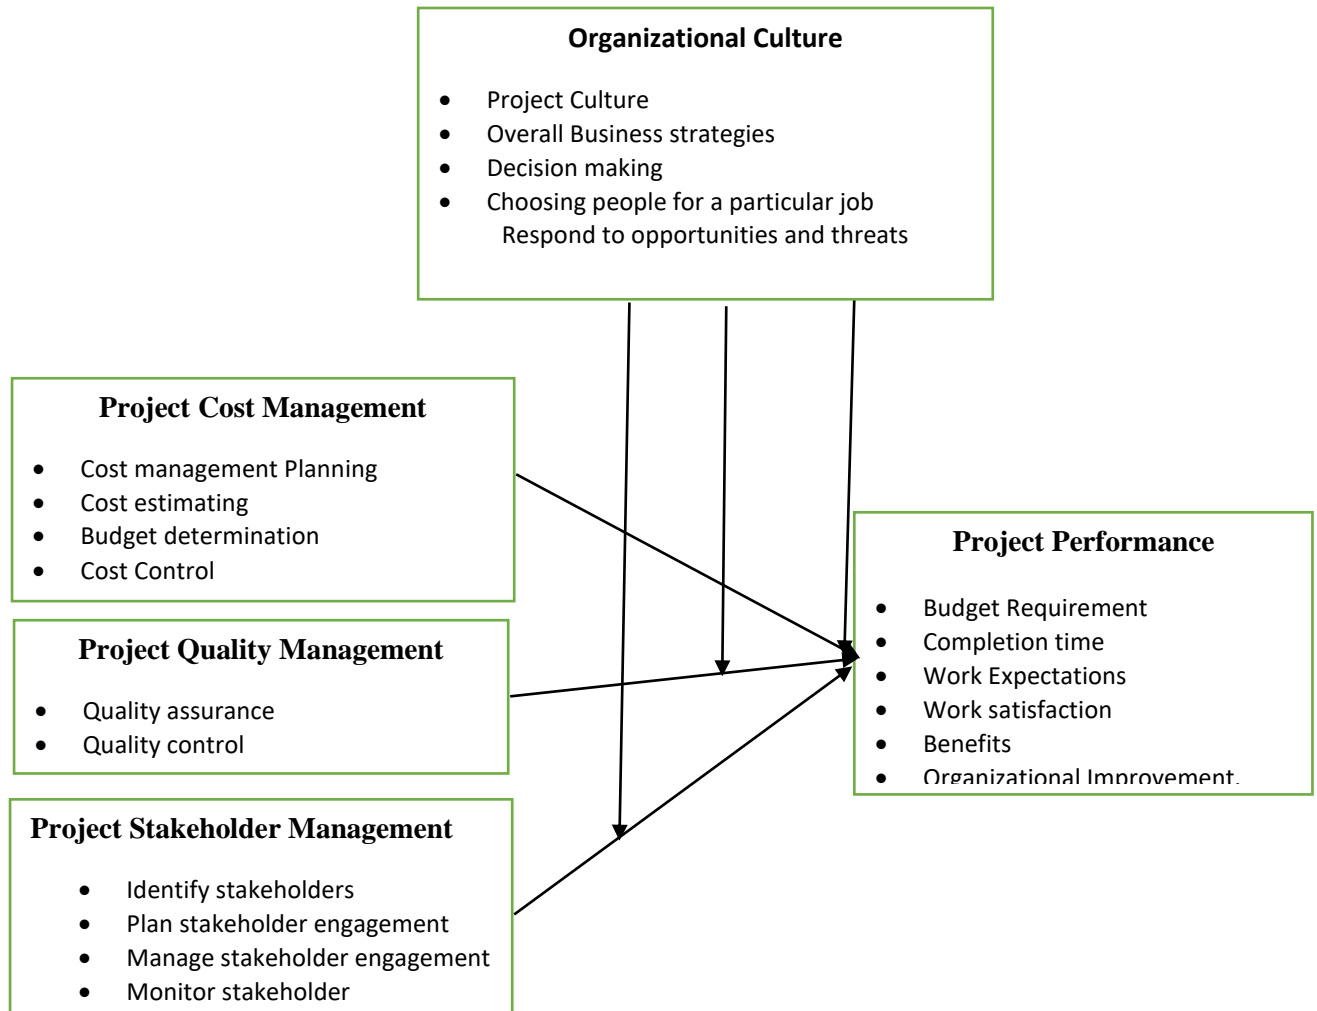 Organizational Culture
• Project Culture
• Overall Business strategies
• Decision making
• Choosing people for a particular job
Respond to opportunities and threats
Project Cost Management
• Cost management Planning
• Cost estimating
• Budget determination
• Cost Control
Project Quality Management
• Quality assurance
• Quality control
Project Stakeholder Management
• Identify stakeholders
• Plan stakeholder engagement
• Manage stakeholder engagement
• Monitor stakeholder
Project Performance
• Budget Requirement
• Completion time
• Work Expectations
• Work satisfaction
• Benefits
• Organizational Improvement.